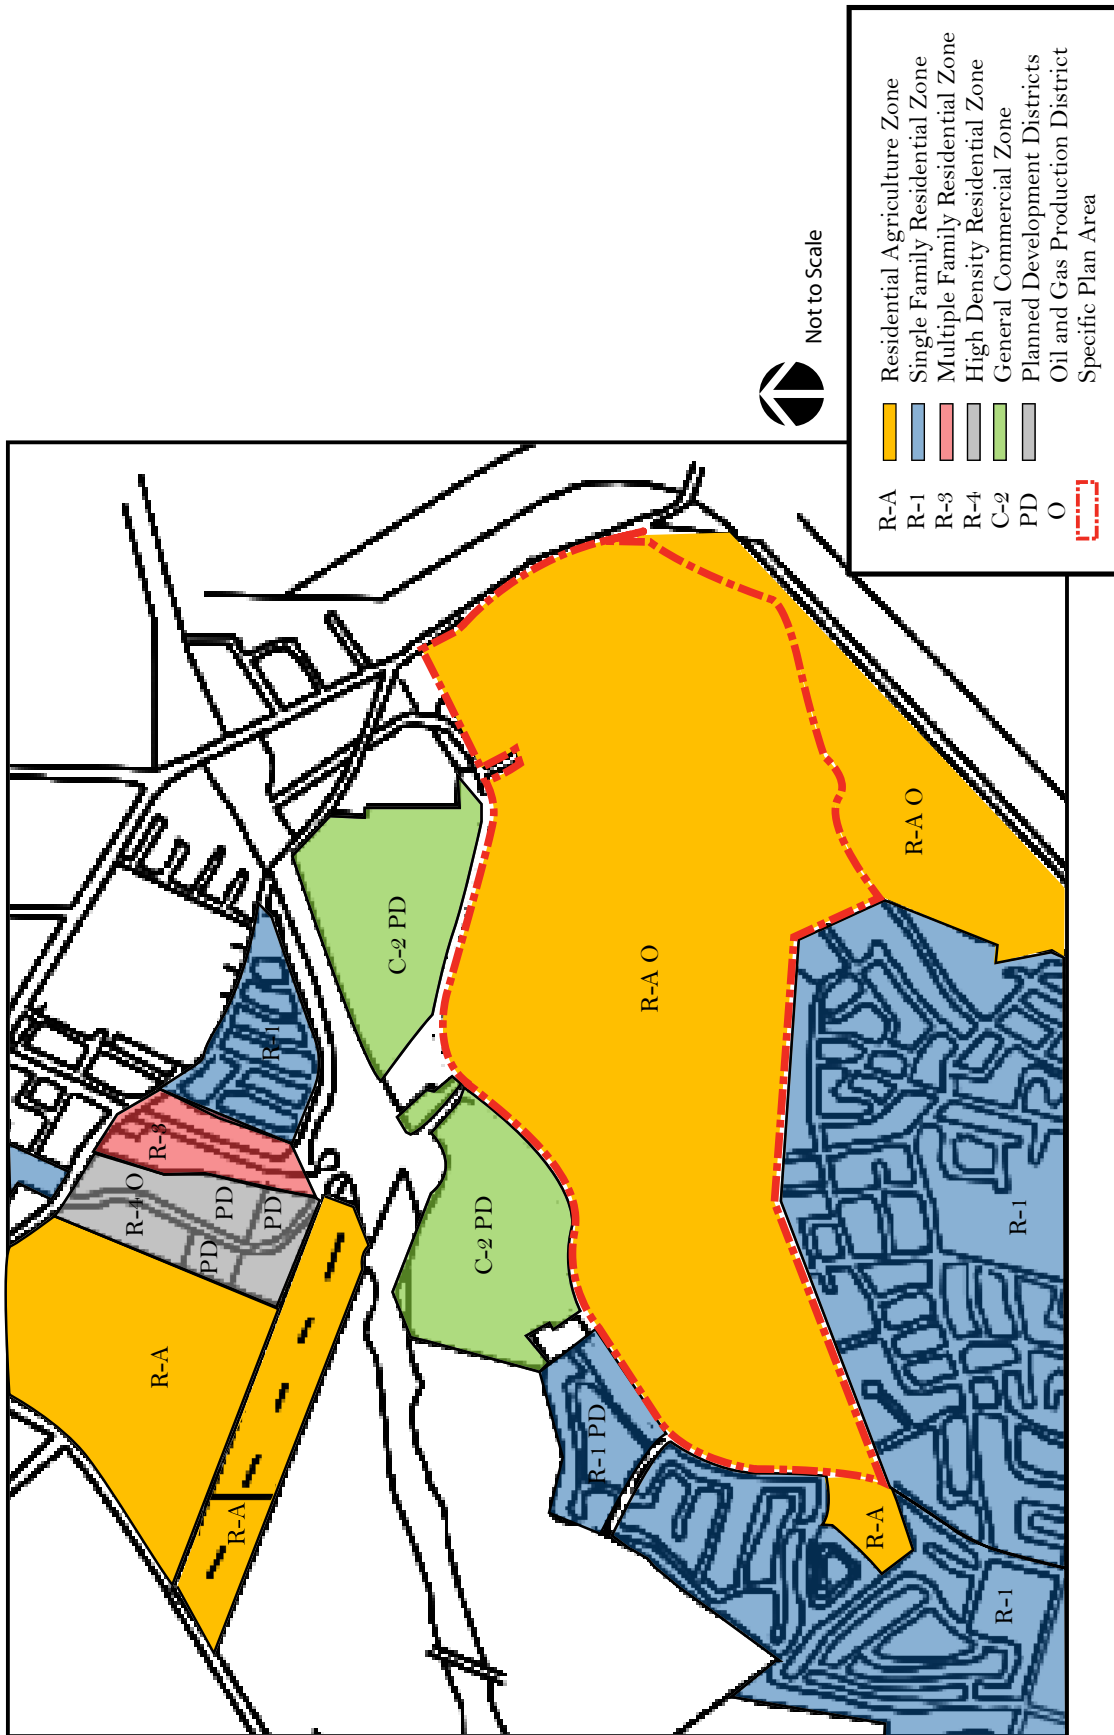 R-4 O
R-3
R-A
PD
PD
R-A
PD
R-1
C-2 PD
C-2 PD
R-1 PD
R-A O
Not to Scale
R-A
R-A O
R-1
R-1
R-A Residential Agriculture Zone
R-1 Single Family Residential Zone
R-3 Multiple Family Residential Zone
R-4 High Density Residential Zone
C-2 General Commercial Zone
PD Planned Development Districts
O Oil and Gas Production District
Specific Plan Area